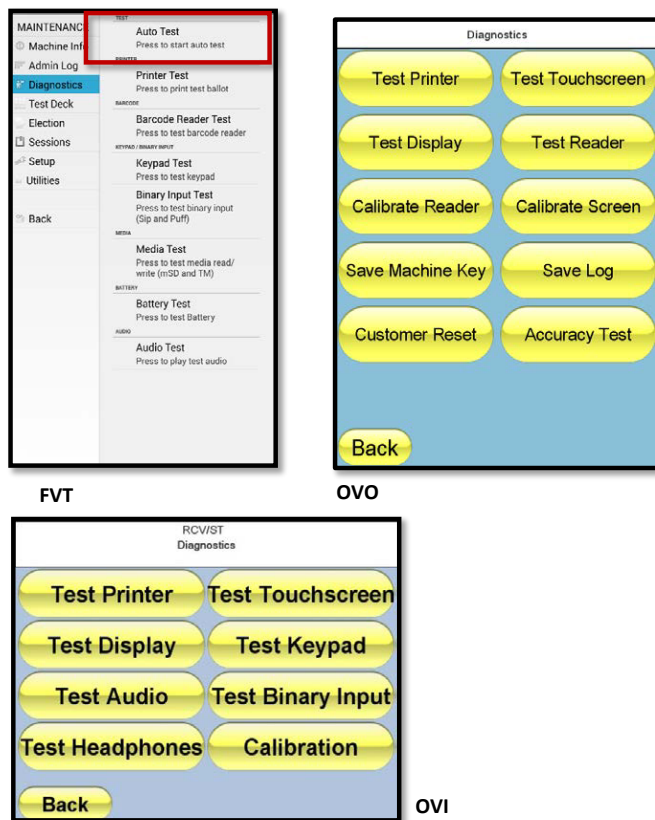 MAINTENANCE
Machine Info
Admin Log
Diagnostics
Test Deck
Election
Sessions
Setup
Utilities
Back
TEST
Auto Test
Press to start auto test
PRINTER
Printer Test
Press to print test ballot
BARCODE
Barcode Reader Test
Press to test barcode reader
KEYPAD / BINARY INPUT
Keypad Test
Press to test keypad
Binary Input Test
Press to test binary input
(Sip and Puff)
MEDIA
Media Test
Press to test media read/
write (mSD and TM)
BATTERY
Battery Test
Press to test Battery
AUDIO
Audio Test
Press to play test audio
FVT
Diagnostics
Test Printer
Test Touchscreen
Test Display
Test Reader
Calibrate Reader
Calibrate Screen
Save Machine Key
Save Log
Customer Reset
Accuracy Test
Back
OVO
RCV/ST
Diagnostics
Test Printer
Test Touchscreen
Test Display
Test Keypad
Test Audio
Test Binary Input
Test Headphones
Calibration
Back
OVI